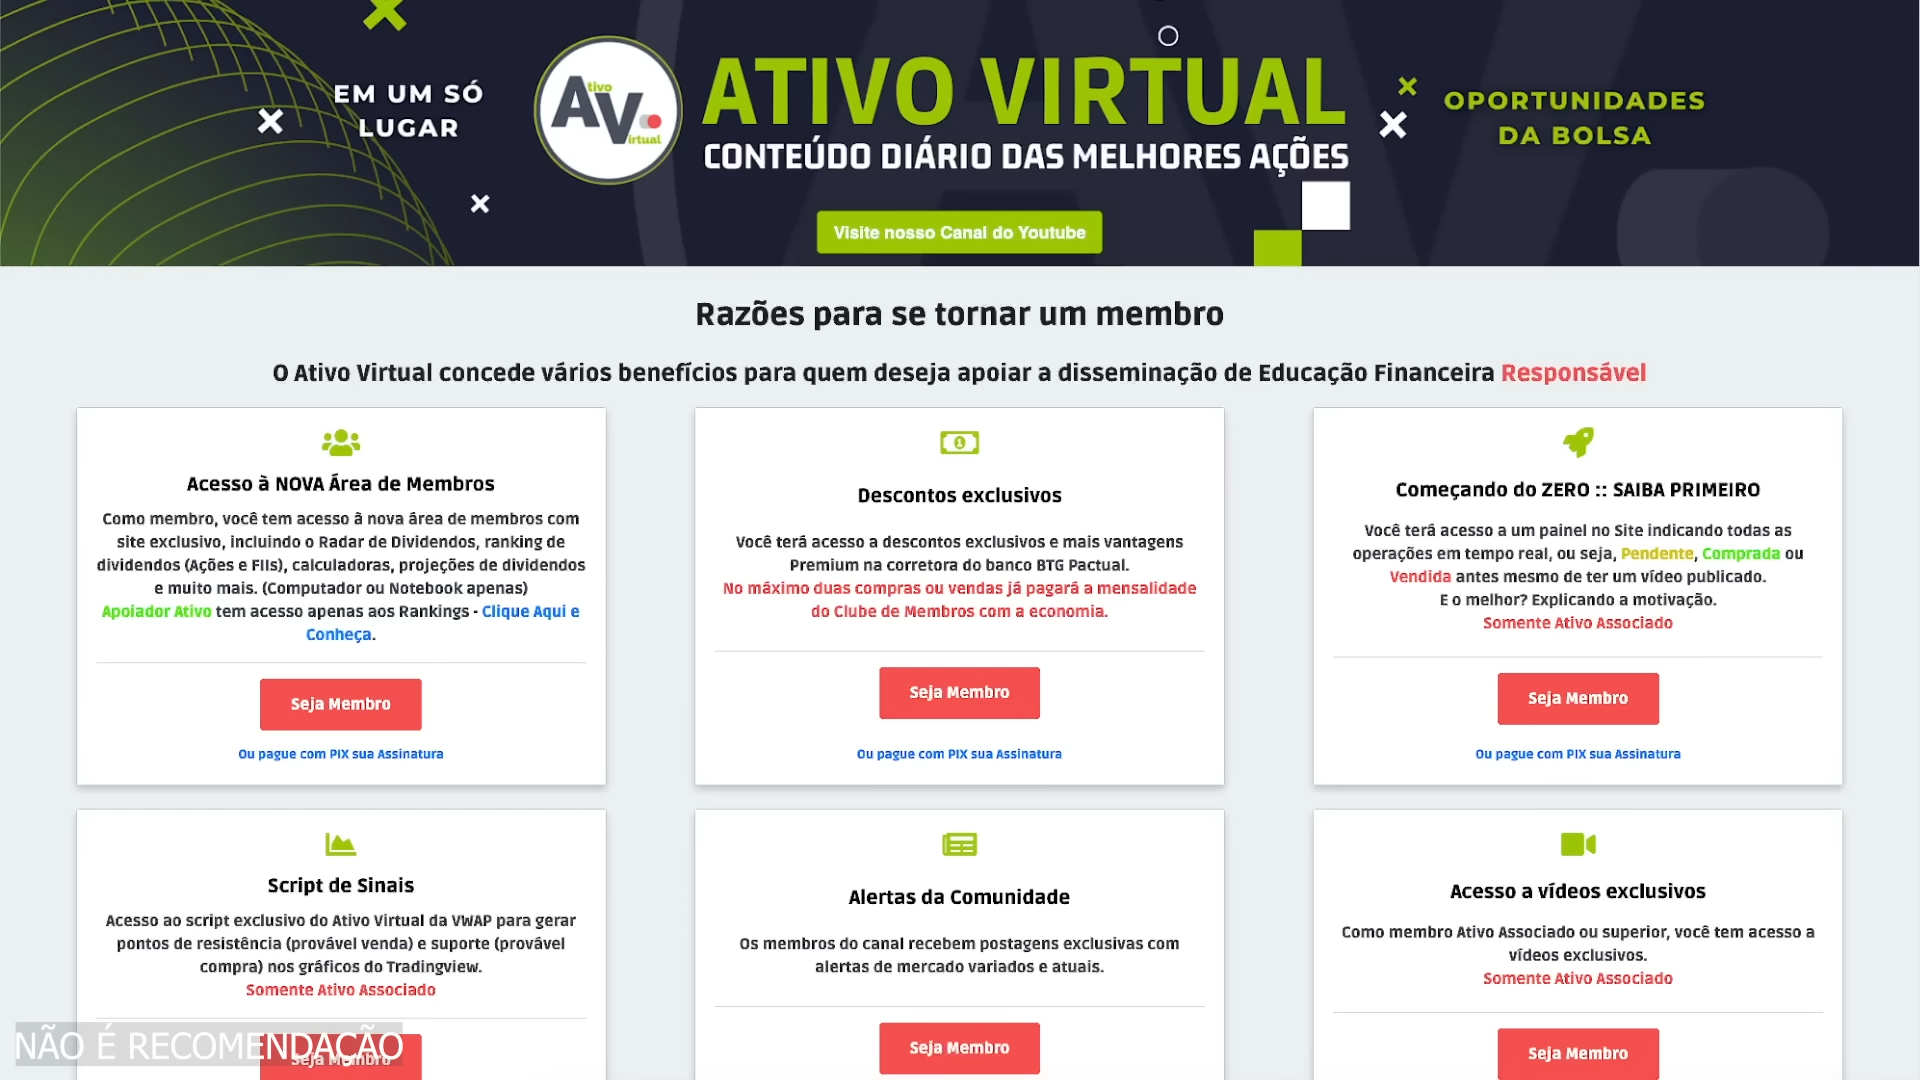 EM UM SÓ
LUGAR
Ativo
Virtual
ATIVO VIRTUAL
CONTEÚDO DIÁRIO DAS MELHORES AÇÕES
OPORTUNIDADES
DA BOLSA
Visite nosso Canal do Youtube
Razões para se tornar um membro
O Ativo Virtual concede vários benefícios para quem deseja apoiar a disseminação de Educação Financeira Responsável
Acesso à NOVA Área de Membros
Como membro, você tem acesso à nova área de membros com
site exclusivo, incluindo o Radar de Dividendos, ranking de
dividendos (Ações e FIIs), calculadoras, projeções de dividendos
e muito mais. (Computador ou Notebook apenas)
Apoiador Ativo tem acesso apenas aos Rankings - Clique Aqui e
Conheça.
Seja Membro
Ou pague com PIX sua Assinatura
Descontos exclusivos
Você terá acesso a descontos exclusivos e mais vantagens
Premium na corretora do banco BTG Pactual.
No máximo duas compras ou vendas já pagará a mensalidade
do Clube de Membros com a economia.
Seja Membro
Ou pague com PIX sua Assinatura
Começando do ZERO :: SAIBA PRIMEIRO
Você terá acesso a um painel no Site indicando todas as
operações em tempo real, ou seja, Pendente, Comprada ou
Vendida antes mesmo de ter um vídeo publicado.
E o melhor? Explicando a motivação.
Somente Ativo Associado
Seja Membro
Ou pague com PIX sua Assinatura
Script de Sinais
Acesso ao script exclusivo do Ativo Virtual da VWAP para gerar
pontos de resistência (provável venda) e suporte (provável
compra) nos gráficos do Tradingview.
Somente Ativo Associado
Seja Membro
Alertas da Comunidade
Os membros do canal recebem postagens exclusivas com
alertas de mercado variados e atuais.
Seja Membro
Acesso a vídeos exclusivos
Como membro Ativo Associado ou superior, você tem acesso a
vídeos exclusivos.
Somente Ativo Associado
Seja Membro
NÃO É RECOMENDAÇÃO